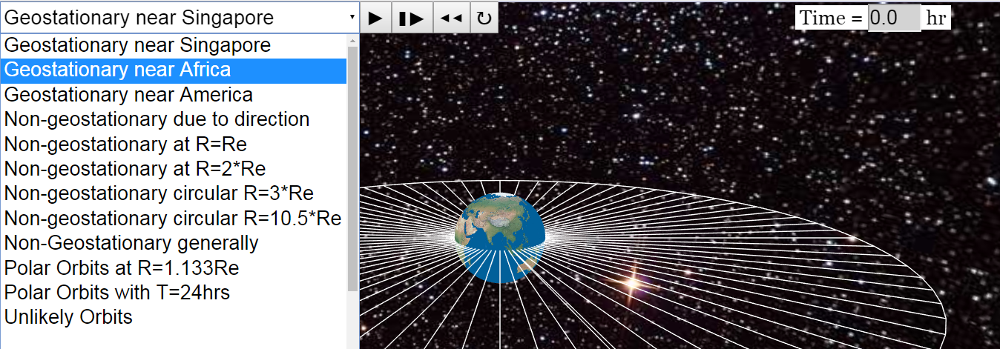 Geostationary near Singapore
Time = 0.0 hr
Geostationary near Singapore
Geostationary near Africa
Geostationary near America
Non-geostationary due to direction
Non-geostationary at R=Re
Non-geostationary at R=2*Re
Non-geostationary circular R=3*Re
Non-geostationary circular R=10.5*Re
Non-Geostationary generally
Polar Orbits at R=1.133Re
Polar Orbits with T=24hrs
Unlikely Orbits